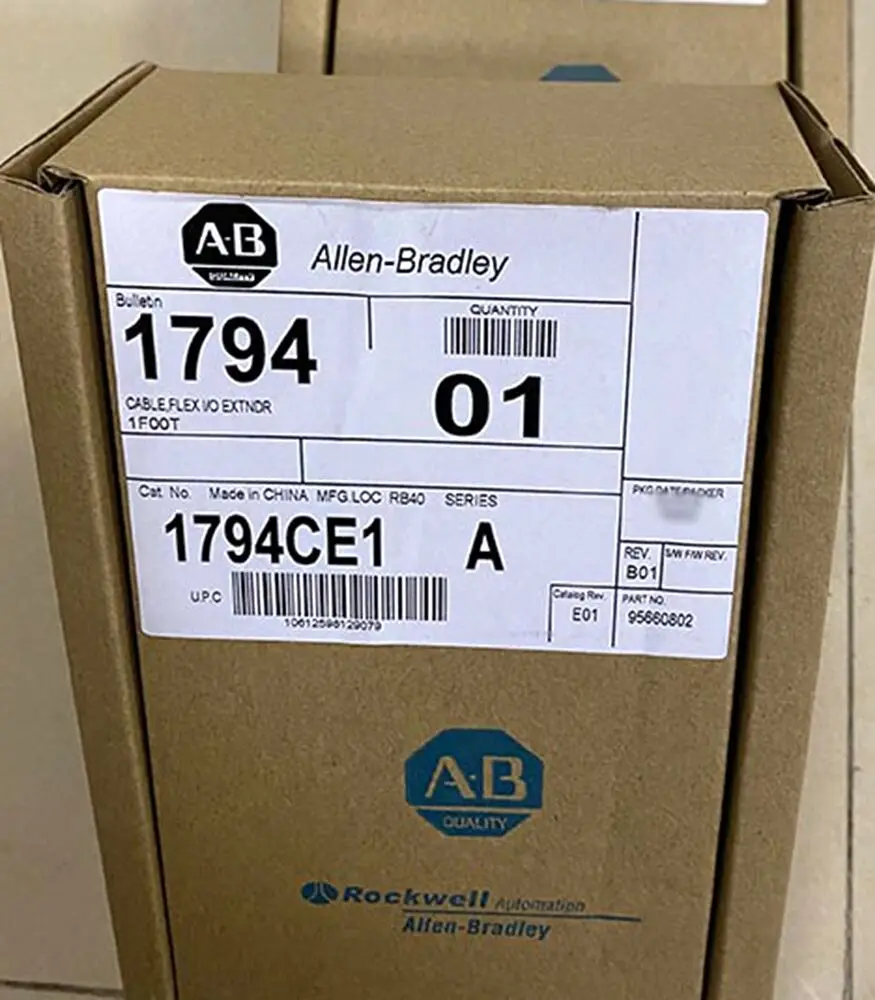 A·B
QUALITY
Allen-Bradley
Bulletin
1794
QUANTITY
01
CABLE,FLEX I/O EXTNDR
1FOOT
Cat. No. Made in CHINA MFG.LOC RB40 SERIES
1794CE1 A
PKG.DATE/PACKER
REV.
B01
S/W F/W REV.
U.P.C
10612598129079
Catalog Rev.
E01
PART NO.
95660802
A·B
QUALITY
Rockwell Automation
Allen-Bradley